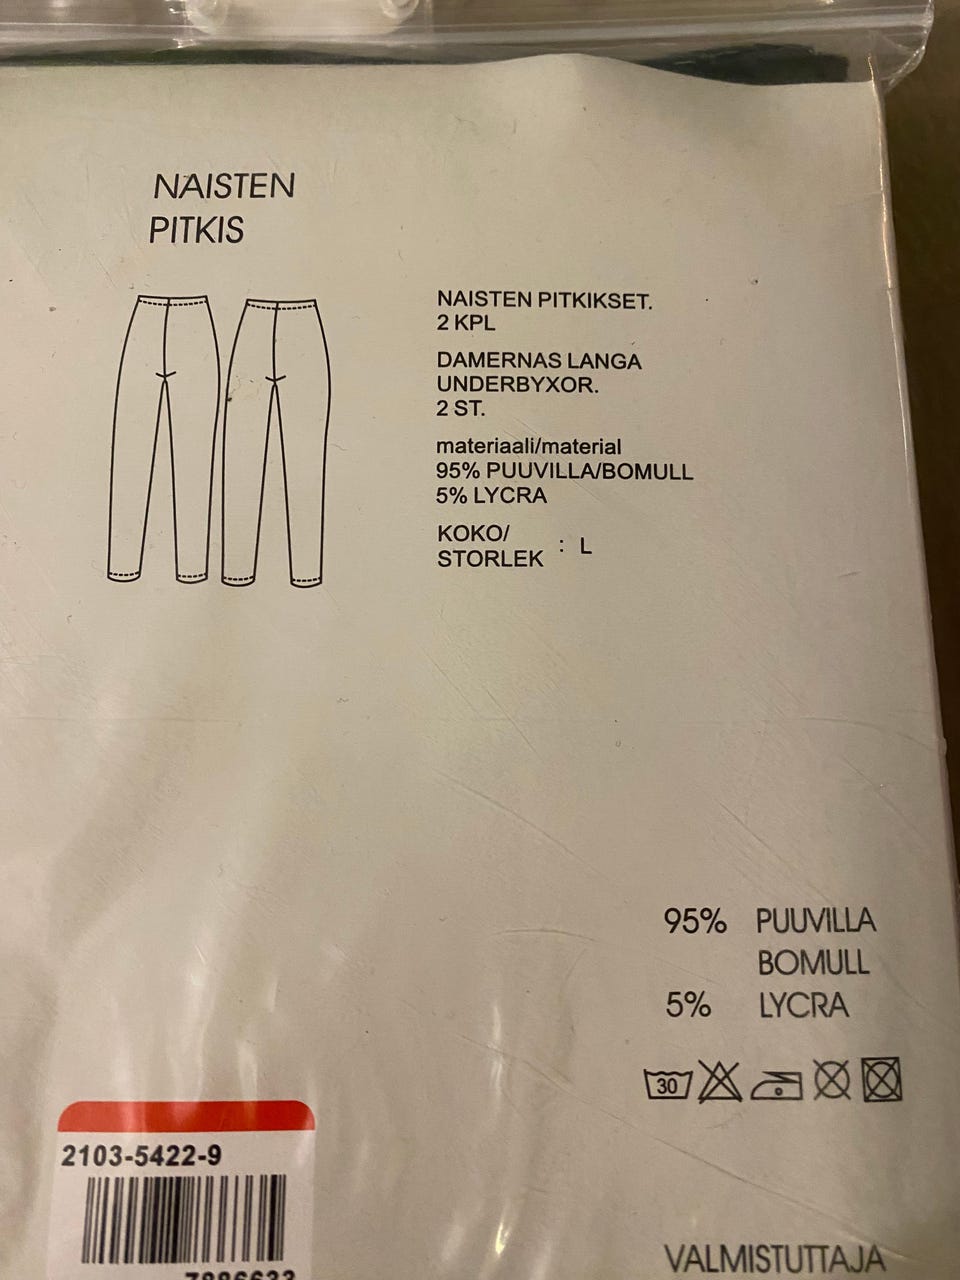 NAISTEN
PITKIS
NAISTEN PITKIKSET.
2 KPL
DAMERNAS LANGA
UNDERBYXOR.
2 ST.
materiaali/material
95% PUUVILLA/BOMULL
5% LYCRA
KOKO/
STORLEK : L
95% PUUVILLA
BOMULL
5% LYCRA
30
2103-5422-9
VALMISTUTTAJA